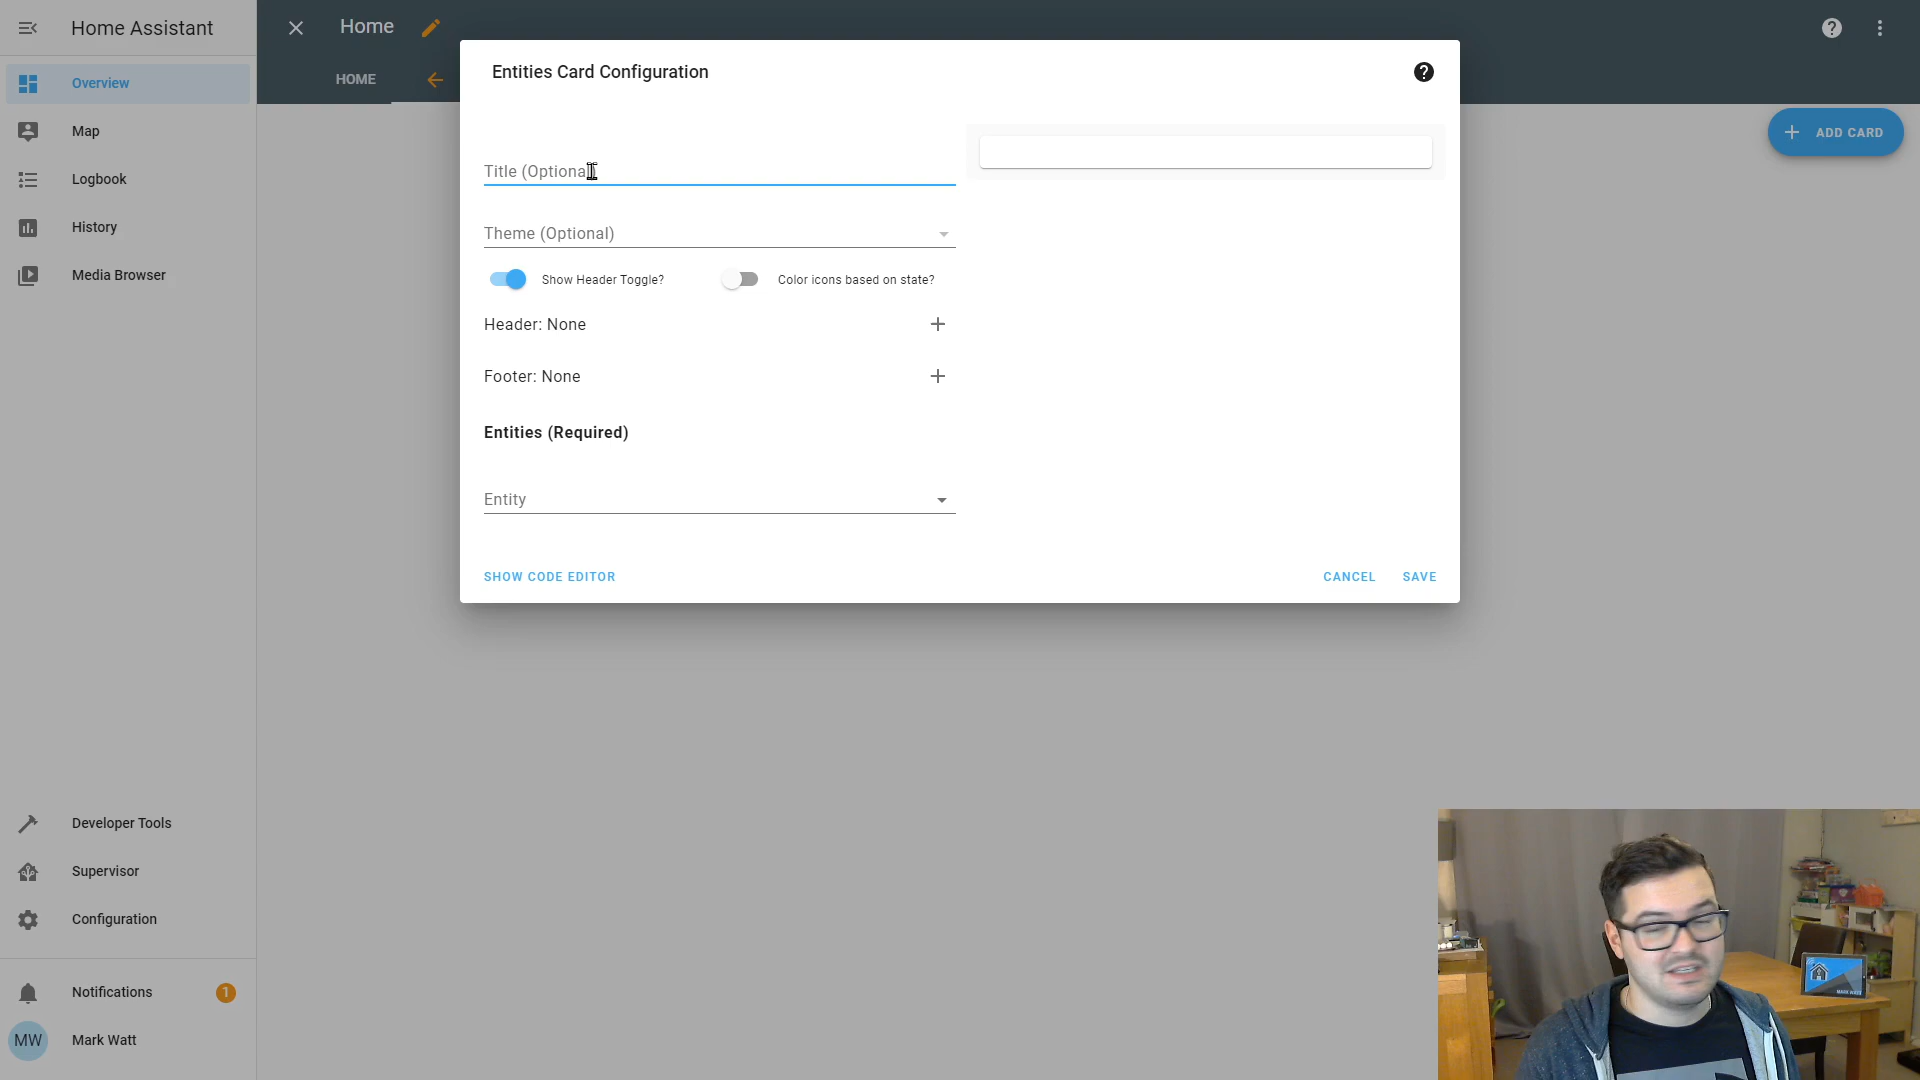 Home Assistant
Home
Overview
HOME
Map
Logbook
History
Media Browser
ADD CARD
Entities Card Configuration
Title (Optional)
Theme (Optional)
Show Header Toggle?
Color icons based on state?
Header: None
Footer: None
Entities (Required)
Entity
SHOW CODE EDITOR
CANCEL
SAVE
Developer Tools
Supervisor
Configuration
Notifications
1
MW
Mark Watt
MARK WATT